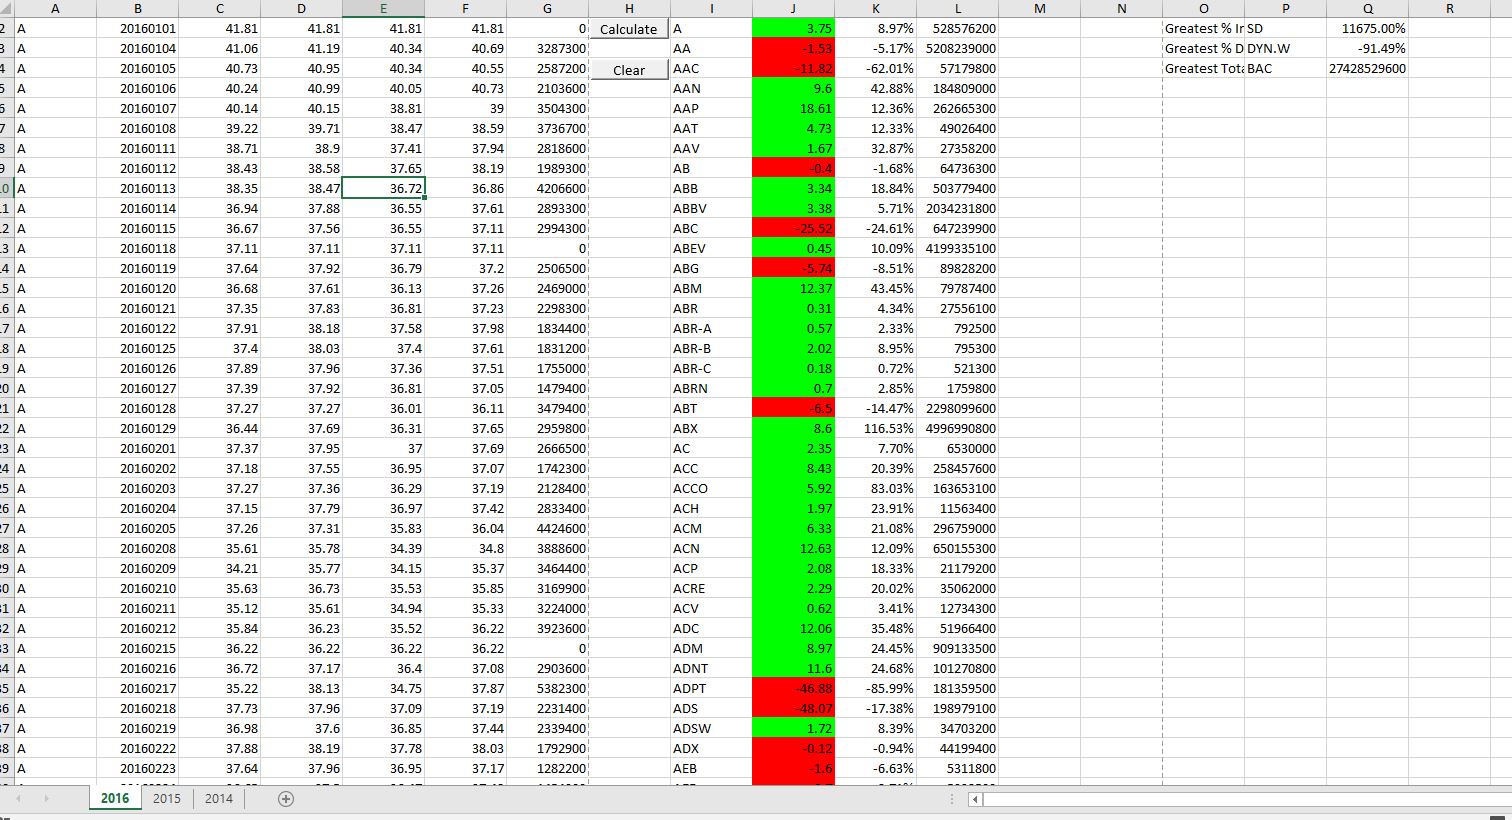 A B C D E F G H I J K L M N O P Q R
2 A 20160101 41.81 41.81 41.81 41.81 0 Calculate A 3.75 8.97% 528576200 Greatest % Ir SD 11675.00%
3 A 20160104 41.06 41.19 40.34 40.69 3287300 AA -1.53 -5.17% 5208239000 Greatest % D DYN.W -91.49%
4 A 20160105 40.73 40.95 40.34 40.55 2587200 Clear AAC -11.82 -62.01% 57179800 Greatest Tota BAC 27428529600
5 A 20160106 40.24 40.99 40.05 40.73 2103600 AAN 9.6 42.88% 184809000
6 A 20160107 40.14 40.15 38.81 39 3504300 AAP 18.61 12.36% 262665300
7 A 20160108 39.22 39.71 38.47 38.59 3736700 AAT 4.73 12.33% 49026400
8 A 20160111 38.71 38.9 37.41 37.94 2818600 AAV 1.67 32.87% 27358200
9 A 20160112 38.43 38.58 37.65 38.19 1989300 AB -0.4 -1.68% 64736300
0 A 20160113 38.35 38.47 36.72 36.86 4206600 ABB 3.34 18.84% 503779400
1 A 20160114 36.94 37.88 36.55 37.61 2893300 ABBV 3.38 5.71% 2034231800
2 A 20160115 36.67 37.56 36.55 37.11 2994300 ABC -25.52 -24.61% 647239900
3 A 20160118 37.11 37.11 37.11 37.11 0 ABEV 0.45 10.09% 4199335100
4 A 20160119 37.64 37.92 36.79 37.2 2506500 ABG -5.74 -8.51% 89828200
5 A 20160120 36.68 37.61 36.13 37.26 2469000 ABM 12.37 43.45% 79787400
6 A 20160121 37.35 37.83 36.81 37.23 2298300 ABR 0.31 4.34% 27556100
7 A 20160122 37.91 38.18 37.58 37.98 1834400 ABR-A 0.57 2.33% 792500
8 A 20160125 37.4 38.03 37.4 37.61 1831200 ABR-B 2.02 8.95% 795300
9 A 20160126 37.89 37.96 37.36 37.51 1755000 ABR-C 0.18 0.72% 521300
20 A 20160127 37.39 37.92 36.81 37.05 1479400 ABRN 0.7 2.85% 1759800
21 A 20160128 37.27 37.27 36.01 36.11 3479400 ABT -6.5 -14.47% 2298099600
22 A 20160129 36.44 37.69 36.31 37.65 2959800 ABX 8.6 116.53% 4996990800
23 A 20160201 37.37 37.95 37 37.69 2666500 AC 2.35 7.70% 6530000
24 A 20160202 37.18 37.55 36.95 37.07 1742300 ACC 8.43 20.39% 258457600
25 A 20160203 37.27 37.36 36.29 37.19 2128400 ACCO 5.92 83.03% 163653100
26 A 20160204 37.15 37.79 36.97 37.42 2833400 ACH 1.97 23.91% 11563400
27 A 20160205 37.26 37.31 35.83 36.04 4424600 ACM 6.33 21.08% 296759000
28 A 20160208 35.61 35.78 34.39 34.8 3888600 ACN 12.63 12.09% 650155300
29 A 20160209 34.21 35.77 34.15 35.37 3464400 ACP 2.08 18.33% 21179200
30 A 20160210 35.63 36.73 35.53 35.85 3169900 ACRE 2.29 20.02% 35062000
31 A 20160211 35.12 35.61 34.94 35.33 3224000 ACV 0.62 3.41% 12734300
32 A 20160212 35.84 36.23 35.52 36.22 3923600 ADC 12.06 35.48% 51966400
33 A 20160215 36.22 36.22 36.22 36.22 0 ADM 8.97 24.45% 909133500
34 A 20160216 36.72 37.17 36.4 37.08 2903600 ADNT 11.6 24.68% 101270800
35 A 20160217 35.22 38.13 34.75 37.87 5382300 ADPT -46.88 -85.99% 181359500
36 A 20160218 37.73 37.96 37.09 37.19 2231400 ADS -48.07 -17.38% 198979100
37 A 20160219 36.98 37.6 36.85 37.44 2339400 ADSW 1.72 8.39% 34703200
38 A 20160222 37.88 38.19 37.78 38.03 1792900 ADX -0.12 -0.94% 44199400
39 A 20160223 37.64 37.96 36.95 37.17 1282200 AEB -1.6 -6.63% 5311800
2016 2015 2014